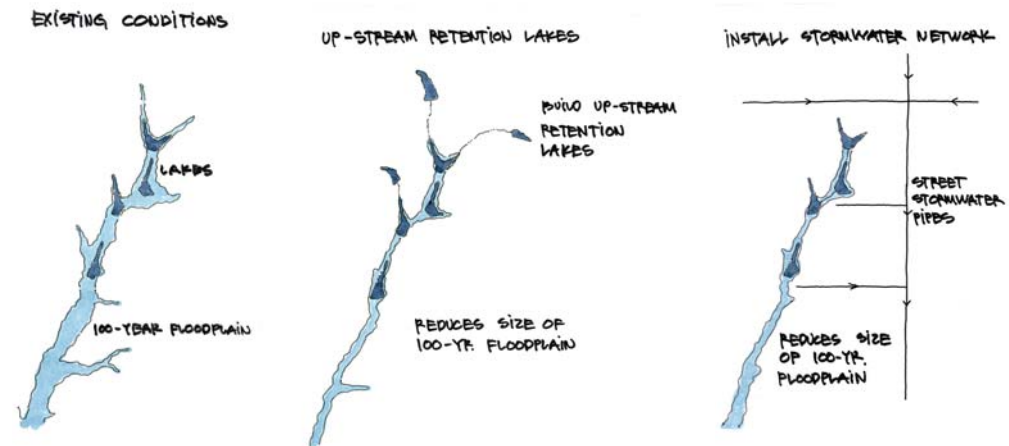 EXISTING CONDITIONS
LAKES
100-YEAR FLOODPLAIN
UP-STREAM RETENTION LAKES
BUILD UP-STREAM
RETENTION
LAKES
REDUCES SIZE OF
100-YR. FLOODPLAIN
INSTALL STORMWATER NETWORK
STREET
STORMWATER
PIPES
REDUCES SIZE
OF 100-YR.
FLOODPLAIN